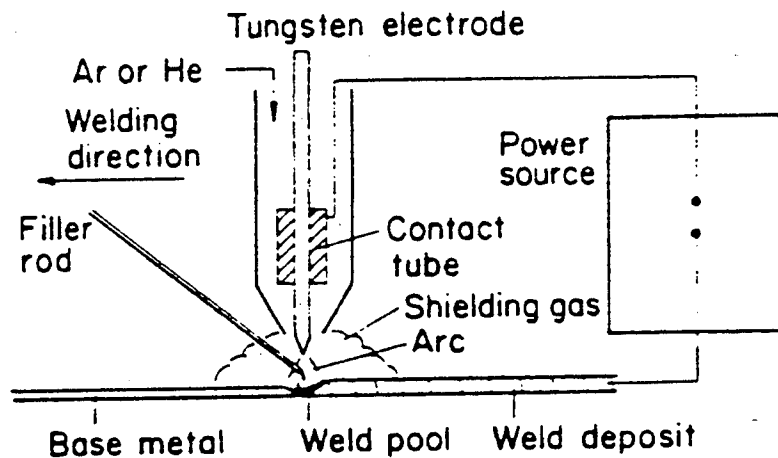 Tungsten electrode
Ar or He
Welding
direction
Power
source
Filler
rod
Contact
tube
Shielding gas
Arc
Base metal
Weld pool
Weld deposit